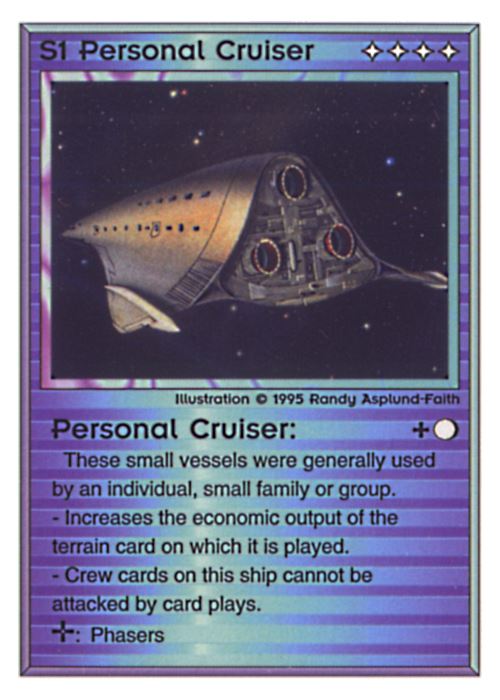 S1 Personal Cruiser
Illustration © 1995 Randy Asplund-Faith
Personal Cruiser: +
These small vessels were generally used
by an individual, small family or group.
- Increases the economic output of the
terrain card on which it is played.
- Crew cards on this ship cannot be
attacked by card plays.
: Phasers